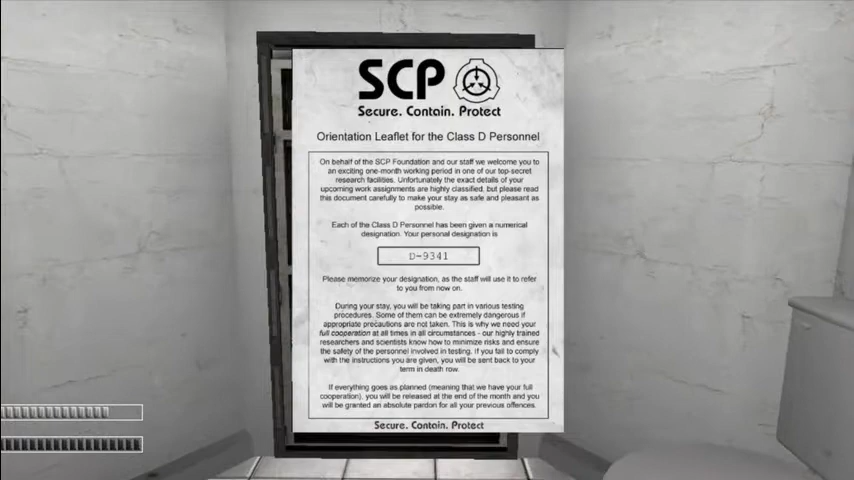 SCP
Secure. Contain. Protect
Orientation Leaflet for the Class D Personnel
On behalf of the SCP Foundation and our staff we welcome you to
an exciting one-month working period in one of our top-secret
research facilities. Unfortunately the exact details of your
upcoming work assignments are highly classified, but please read
this document carefully to make your stay as safe and pleasant as
possible.
Each of the Class D Personnel has been given a numerical
designation. Your personal designation is
D-9341
Please memorize your designation, as the staff will use it to refer
to you from now on.
During your stay, you will be taking part in various testing
procedures. Some of them can be extremely dangerous if
appropriate precautions are not taken. This is why we need your
full cooperation at all times in all circumstances - our highly trained
researchers and scientists know how to minimize risks and ensure
the safety of the personnel involved in testing. If you fail to comply
with the instructions you are given, you will be sent back to your
term in death row.
If everything goes as planned (meaning that we have your full
cooperation), you will be released at the end of the month and you
will be granted an absolute pardon for all your previous offences.
Secure. Contain. Protect